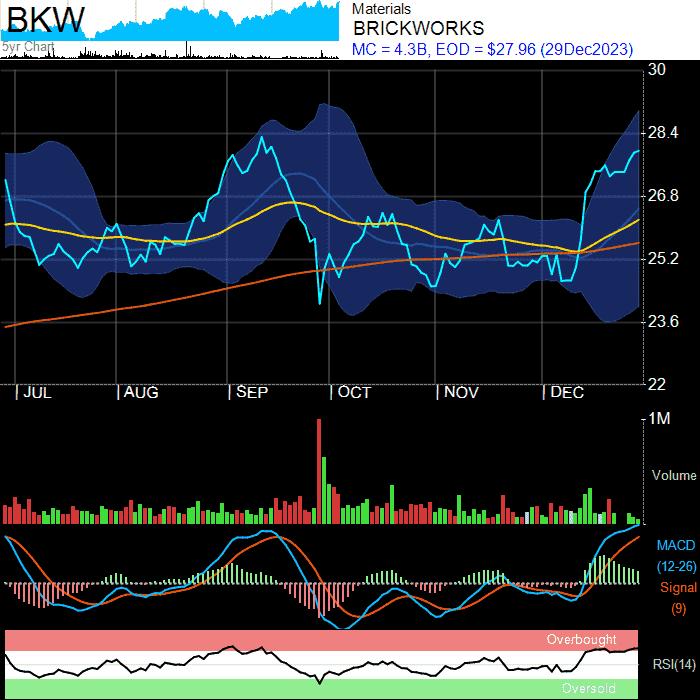 BKW
5yr Chart
Materials
BRICKWORKS
MC = 4.3B, EOD = $27.96 (29Dec2023)
30
28.4
26.8
25.2
23.6
22
| JUL | AUG | SEP | OCT | NOV | DEC
1M
Volume
MACD
(12-26)
Signal
(9)
Overbought
RSI(14)
Oversold